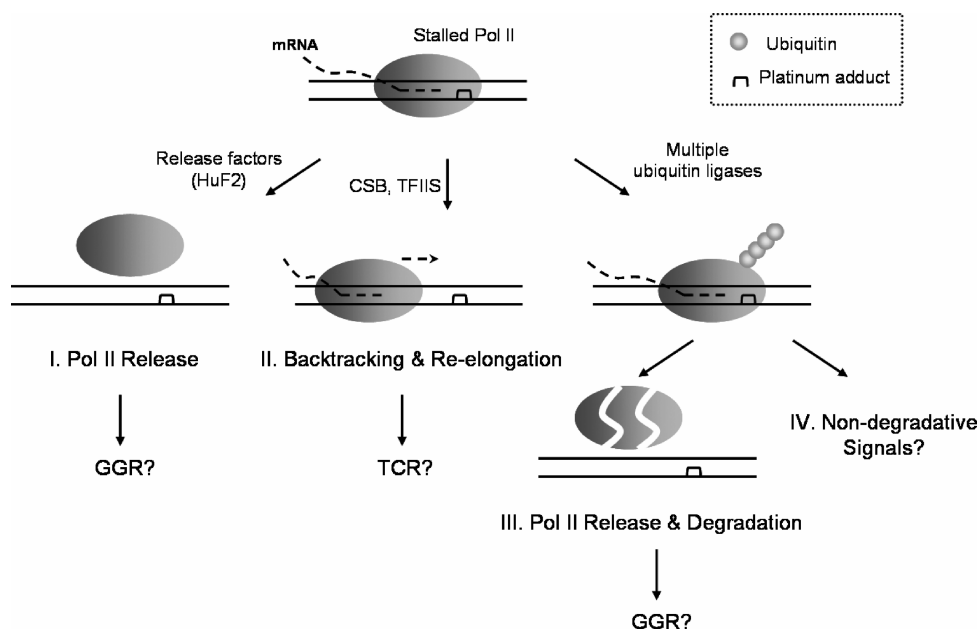 Stalled Pol II
mRNA
Ubiquitin
Platinum adduct
Release factors
(HuF2)
CSB, TFIIS
Multiple
ubiquitin ligases
I. Pol II Release
II. Backtracking & Re-elongation
GGR?
TCR?
IV. Non-degradative
Signals?
III. Pol II Release & Degradation
GGR?